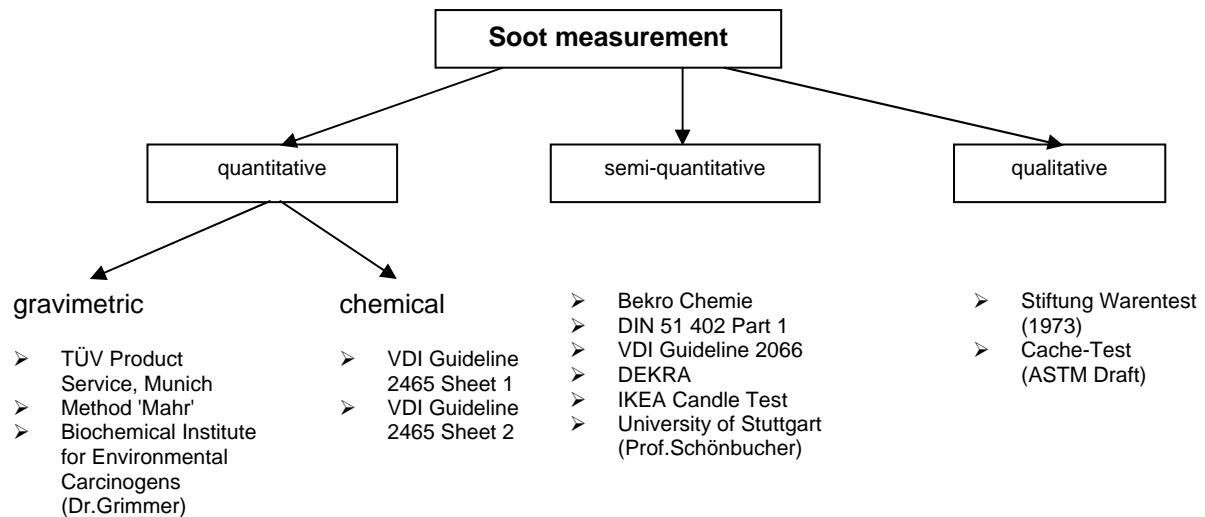 Soot measurement
quantitative
semi-quantitative
qualitative
gravimetric
➢ TÜV Product
Service, Munich
➢ Method 'Mahr'
➢ Biochemical Institute
for Environmental
Carcinogens
(Dr.Grimmer)
chemical
➢ VDI Guideline
2465 Sheet 1
➢ VDI Guideline
2465 Sheet 2
➢ Bekro Chemie
➢ DIN 51 402 Part 1
➢ VDI Guideline 2066
➢ DEKRA
➢ IKEA Candle Test
➢ University of Stuttgart
(Prof.Schönbucher)
➢ Stiftung Warentest
(1973)
➢ Cache-Test
(ASTM Draft)